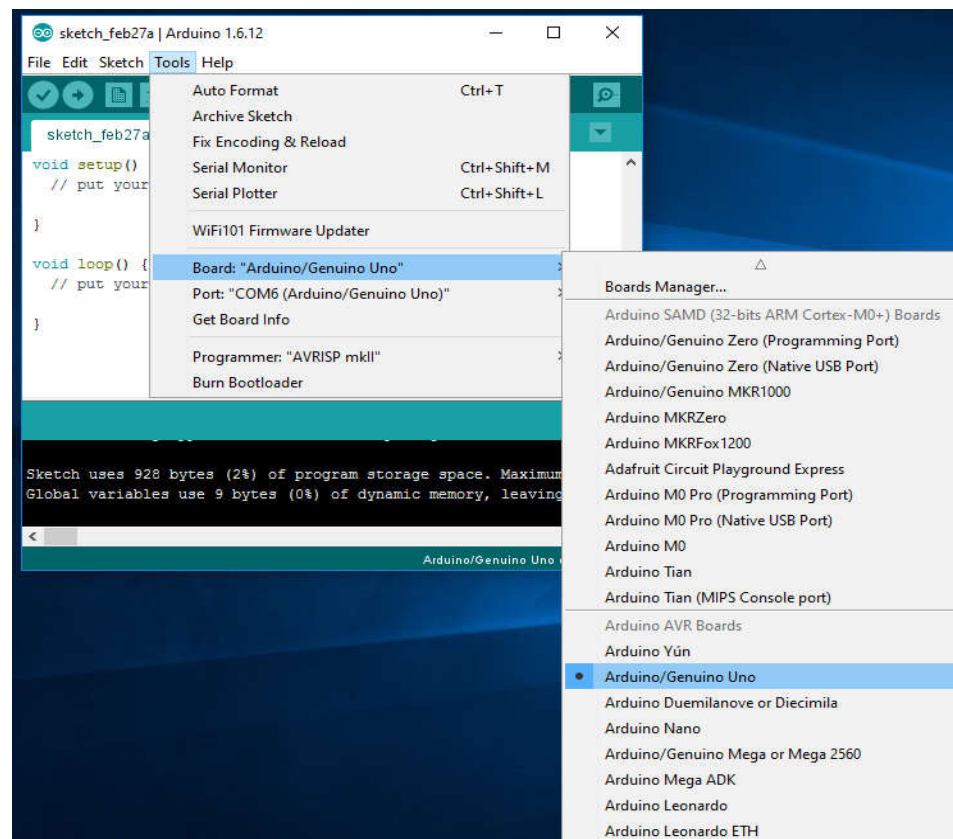 sketch_feb27a | Arduino 1.6.12
File Edit Sketch Tools Help
sketch_feb27a
void setup()
// put your
}
void loop() {
// put your
}
Auto Format Ctrl+T
Archive Sketch
Fix Encoding & Reload
Serial Monitor Ctrl+Shift+M
Serial Plotter Ctrl+Shift+L
WiFi101 Firmware Updater
Board: "Arduino/Genuino Uno"
Port: "COM6 (Arduino/Genuino Uno)"
Get Board Info
Programmer: "AVRISP mkII"
Burn Bootloader
Sketch uses 928 bytes (2%) of program storage space. Maximum
Global variables use 9 bytes (0%) of dynamic memory, leaving
Arduino/Genuino Uno
Boards Manager...
Arduino SAMD (32-bits ARM Cortex-M0+) Boards
Arduino/Genuino Zero (Programming Port)
Arduino/Genuino Zero (Native USB Port)
Arduino/Genuino MKR1000
Arduino MKRZero
Arduino MKRFox1200
Adafruit Circuit Playground Express
Arduino M0 Pro (Programming Port)
Arduino M0 Pro (Native USB Port)
Arduino M0
Arduino Tian
Arduino Tian (MIPS Console port)
Arduino AVR Boards
Arduino Yún
Arduino/Genuino Uno
Arduino Duemilanove or Diecimila
Arduino Nano
Arduino/Genuino Mega or Mega 2560
Arduino Mega ADK
Arduino Leonardo
Arduino Leonardo ETH